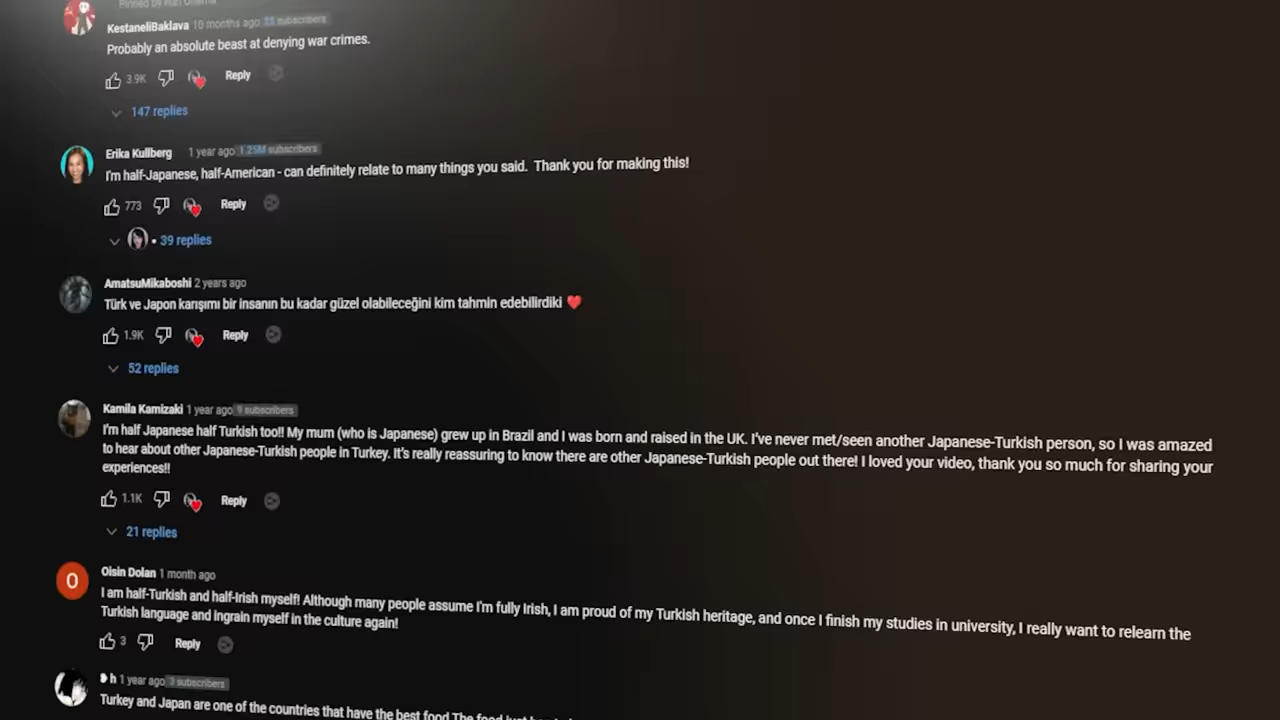 Pinned by
KestaneliBaklava 10 months ago 25 subscribers
Probably an absolute beast at denying war crimes.
3.9K Reply
147 replies
Erika Kullberg 1 year ago 1.25M subscribers
I'm half-Japanese, half-American - can definitely relate to many things you said. Thank you for making this!
773 Reply
• 39 replies
AmatsuMikaboshi 2 years ago
Türk ve Japon karışımı bir insanın bu kadar güzel olabileceğini kim tahmin edebilirdiki ❤️
1.9K Reply
52 replies
Kamila Kamizaki 1 year ago 9 subscribers
I'm half Japanese half Turkish too!! My mum (who is Japanese) grew up in Brazil and I was born and raised in the UK. I've never met/seen another Japanese-Turkish person, so I was amazed
to hear about other Japanese-Turkish people in Turkey. It's really reassuring to know there are other Japanese-Turkish people out there! I loved your video, thank you so much for sharing your
experiences!!
1.1K Reply
21 replies
O
Oisin Dolan 1 month ago
I am half-Turkish and half-Irish myself! Although many people assume I'm fully Irish, I am proud of my Turkish heritage, and once I finish my studies in university, I really want to relearn the
Turkish language and ingrain myself in the culture again!
3 Reply
h 1 year ago 3 subscribers
Turkey and Japan are one of the countries that have the best food The food just